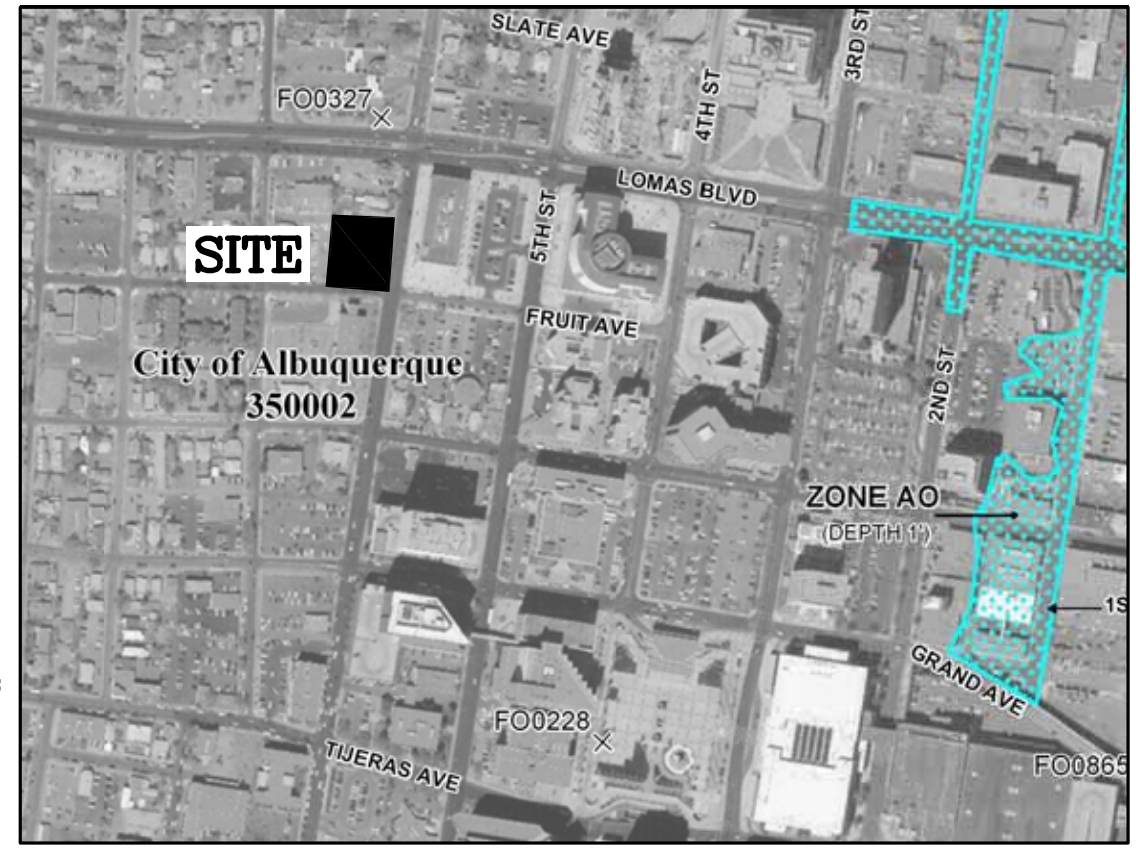 SLATE AVE
3RD ST
4TH ST
FO0327
LOMAS BLVD
5TH ST
SITE
FRUIT AVE
City of Albuquerque
350002
2ND ST
ZONE AO
(DEPTH 1')
1S
GRAND AVE
FO0228
TIJERAS AVE
FO0865